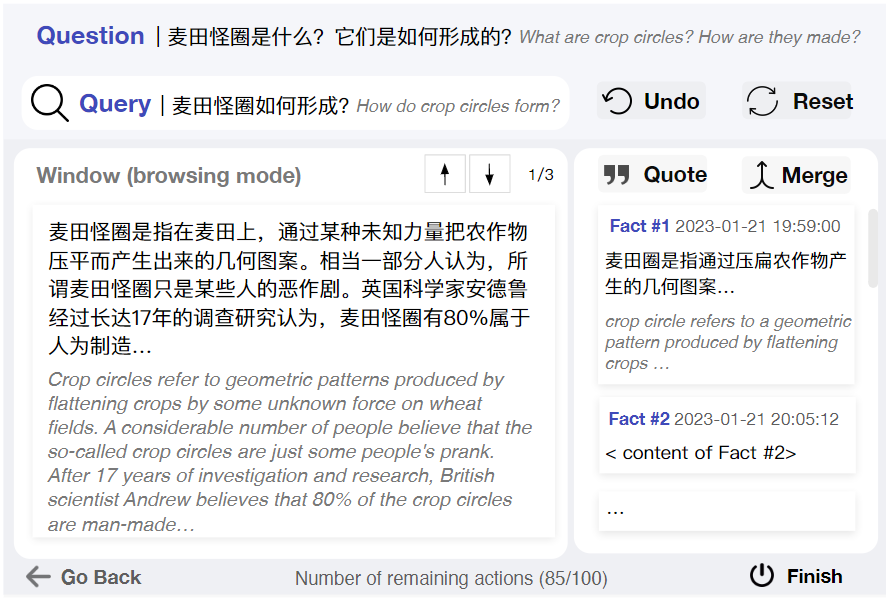 Question | 麦田怪圈是什么？它们是如何形成的？ What are crop circles? How are they made?
Query | 麦田怪圈如何形成? How do crop circles form?
Undo
Reset
Window (browsing mode)
1/3
麦田怪圈是指在麦田上，通过某种未知力量把农作物
压平而产生出来的几何图案。相当一部分人认为，所
谓麦田怪圈只是某些人的恶作剧。英国科学家安德鲁
经过长达17年的调查研究认为，麦田怪圈有80%属于
人为制造…
Crop circles refer to geometric patterns produced by
flattening crops by some unknown force on wheat
fields. A considerable number of people believe that the
so-called crop circles are just some people's prank.
After 17 years of investigation and research, British
scientist Andrew believes that 80% of the crop circles
are man-made…
Quote
Merge
Fact #1 2023-01-21 19:59:00
麦田圈是指通过压扁农作物产
生的几何图案…
crop circle refers to a geometric
pattern produced by flattening
crops …
Fact #2 2023-01-21 20:05:12
< content of Fact #2>
…
Go Back
Number of remaining actions (85/100)
Finish